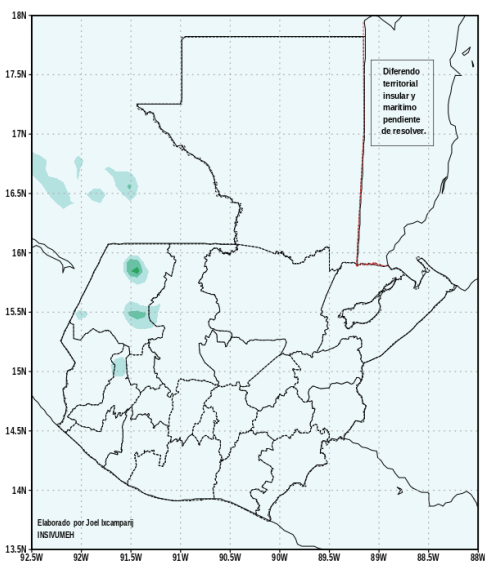 18N
17.5N
17N
16.5N
16N
15.5N
15N
14.5N
14N
13.5N
Diferendo
territorial
insular y
maritimo
pendiente
de resolver.
Elaborado por Joel Ixcamparij
INSIVUMEH
92.5W 92W 91.5W 91W 90.5W 90W 89.5W 89W 88.5W 88W